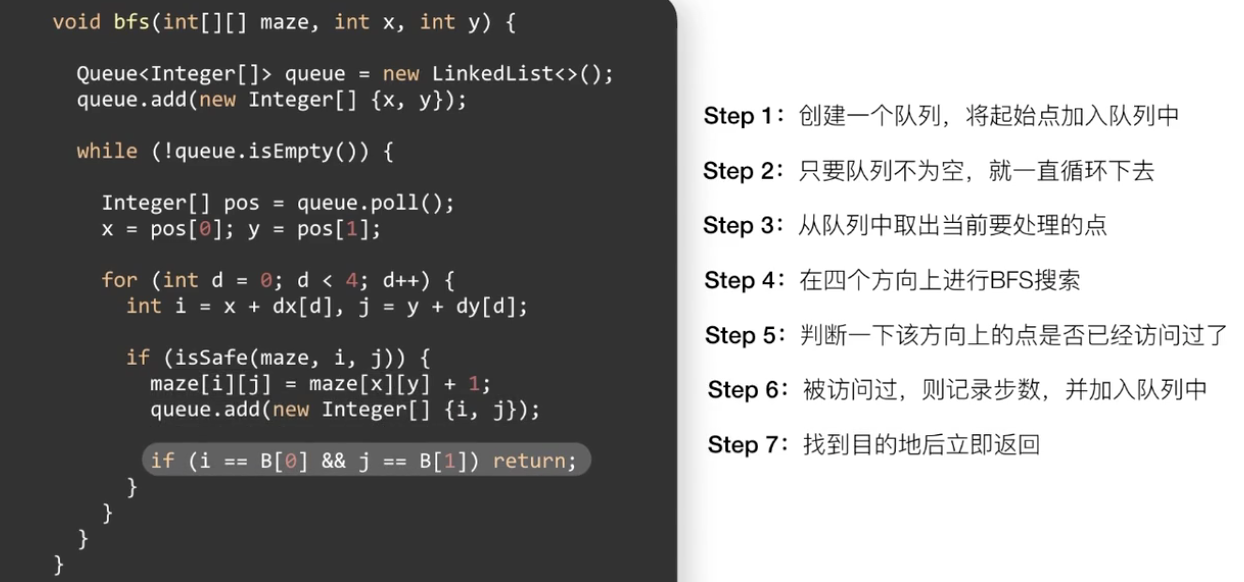 void bfs(int[][] maze, int x, int y) {
Queue<Integer[]> queue = new LinkedList<>();
queue.add(new Integer[] {x, y});
while (!queue.isEmpty()) {
Integer[] pos = queue.poll();
x = pos[0]; y = pos[1];
for (int d = 0; d < 4; d++) {
int i = x + dx[d], j = y + dy[d];
if (isSafe(maze, i, j)) {
maze[i][j] = maze[x][y] + 1;
queue.add(new Integer[] {i, j});
if (i == B[0] && j == B[1]) return;
}
}
}
}
Step 1：创建一个队列，将起始点加入队列中
Step 2：只要队列不为空，就一直循环下去
Step 3：从队列中取出当前要处理的点
Step 4：在四个方向上进行BFS搜索
Step 5：判断一下该方向上的点是否已经访问过了
Step 6：被访问过，则记录步数，并加入队列中
Step 7：找到目的地后立即返回